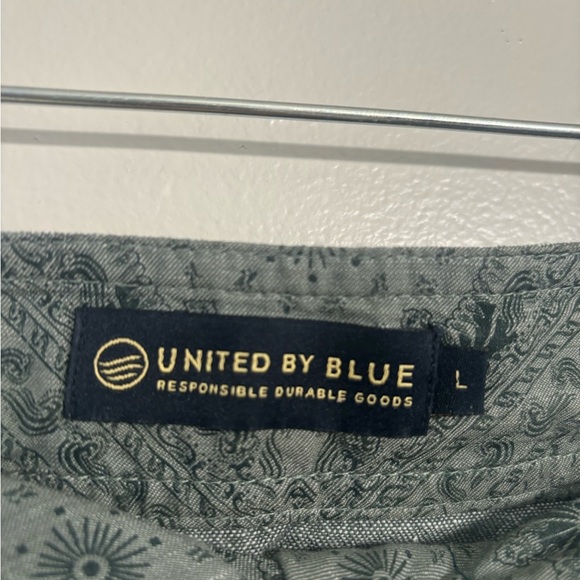 UNITED BY BLUE
RESPONSIBLE DURABLE GOODS
L